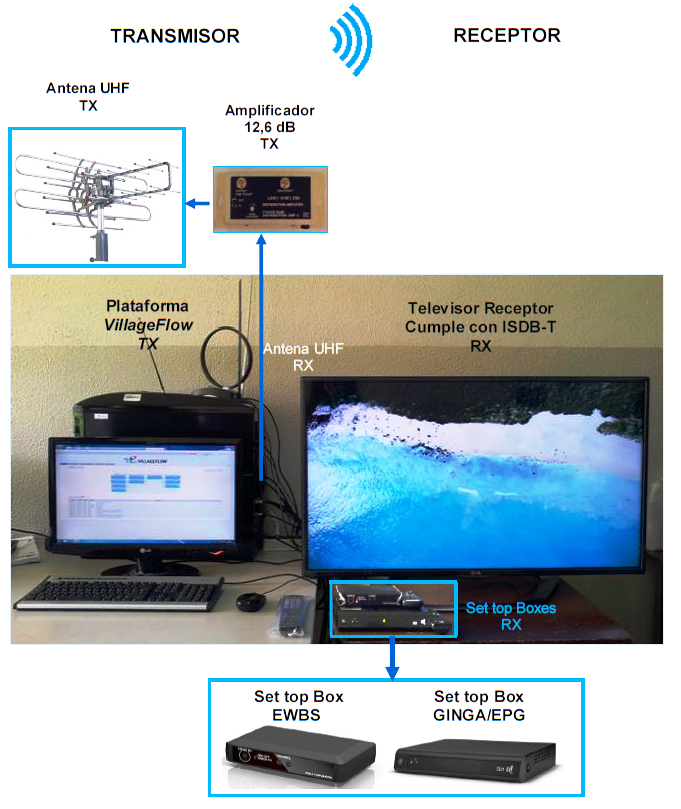 TRANSMISOR
RECEPTOR
Antena UHF
TX
Amplificador
12,6 dB
TX
Plataforma
VillageFlow
TX
Televisor Receptor
Cumple con ISDB-T
RX
Antena UHF
RX
VILLAGEFLOW
LG
Set top Boxes
RX
Set top Box
EWBS
Set top Box
GINGA/EPG